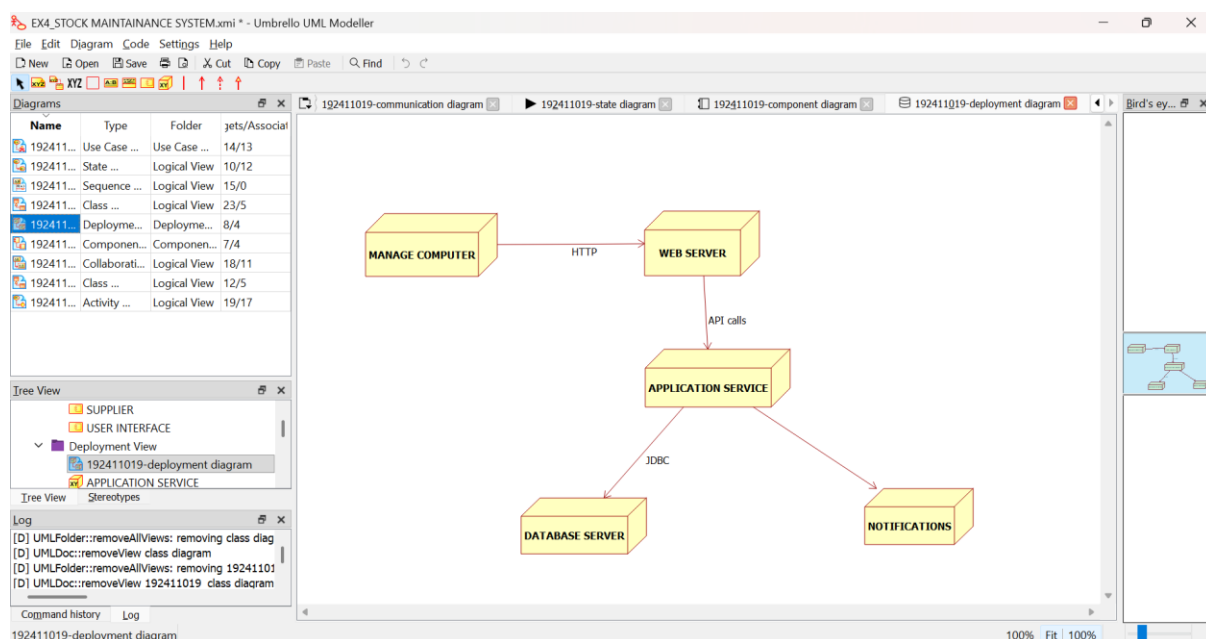 EX4_STOCK MAINTAINANCE SYSTEM.xmi * - Umbrello UML Modeller
File Edit Diagram Code Settings Help
New Open Save Cut Copy Paste Find
XYZ
Diagrams
Name Type Folder gets/Associat
192411... Use Case ... Use Case ... 14/13
192411... State ... Logical View 10/12
192411... Sequence ... Logical View 15/0
192411... Class ... Logical View 23/5
192411... Deployme... Deployme... 8/4
192411... Componen... Componen... 7/4
192411... Collaborati... Logical View 18/11
192411... Class ... Logical View 12/5
192411... Activity ... Logical View 19/17
Tree View
SUPPLIER
USER INTERFACE
Deployment View
192411019-deployment diagram
APPLICATION SERVICE
Tree View Stereotypes
Log
[D] UMLFolder::removeAllViews: removing class diag
[D] UMLDoc::removeView class diagram
[D] UMLFolder::removeAllViews: removing 1924110
[D] UMLDoc::removeView 192411019 class diagram
Command history Log
192411019-deployment diagram
192411019-communication diagram 192411019-state diagram 192411019-component diagram 192411019-deployment diagram
MANAGE COMPUTER
HTTP
WEB SERVER
API calls
APPLICATION SERVICE
JDBC
DATABASE SERVER
NOTIFICATIONS
Bird's ey...
100% Fit 100%